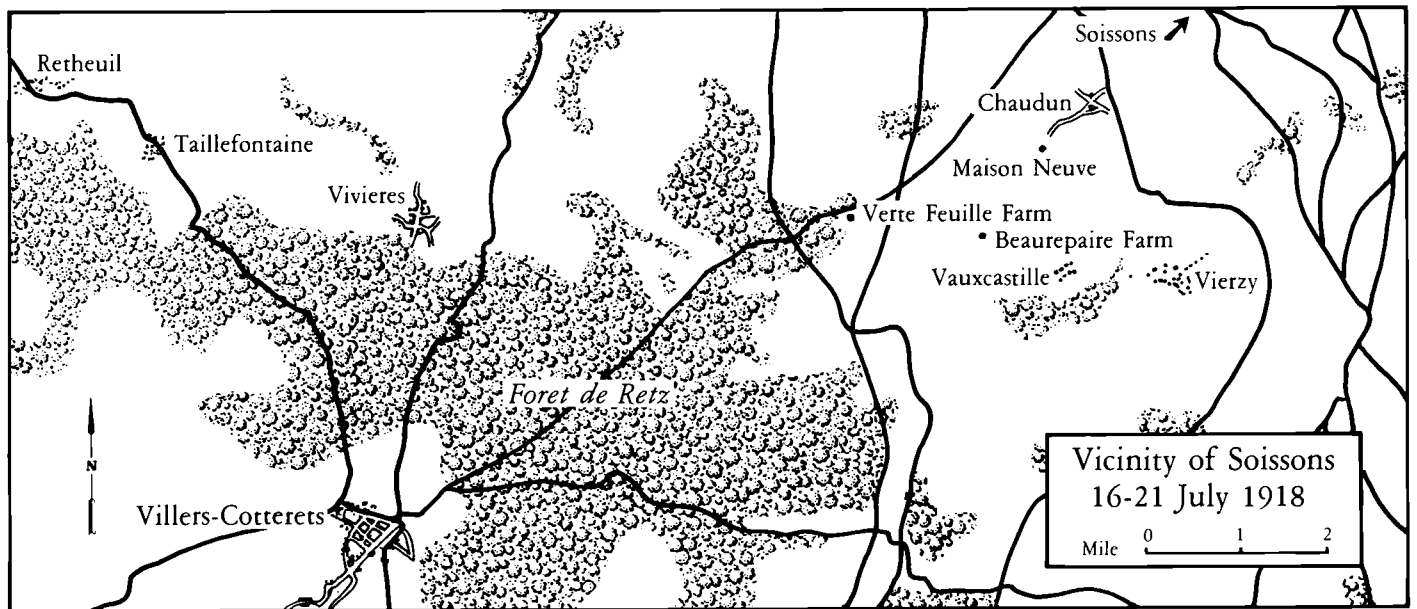 Soissons
Retheuil
Chaudun
Taillefontaine
Maison Neuve
Vivieres
Verte Feuille Farm
Beaurepaire Farm
Vauxcastille
Vierzy
Foret de Retz
N
Villers-Cotterets
Vicinity of Soissons
16-21 July 1918
0 1 2
Mile